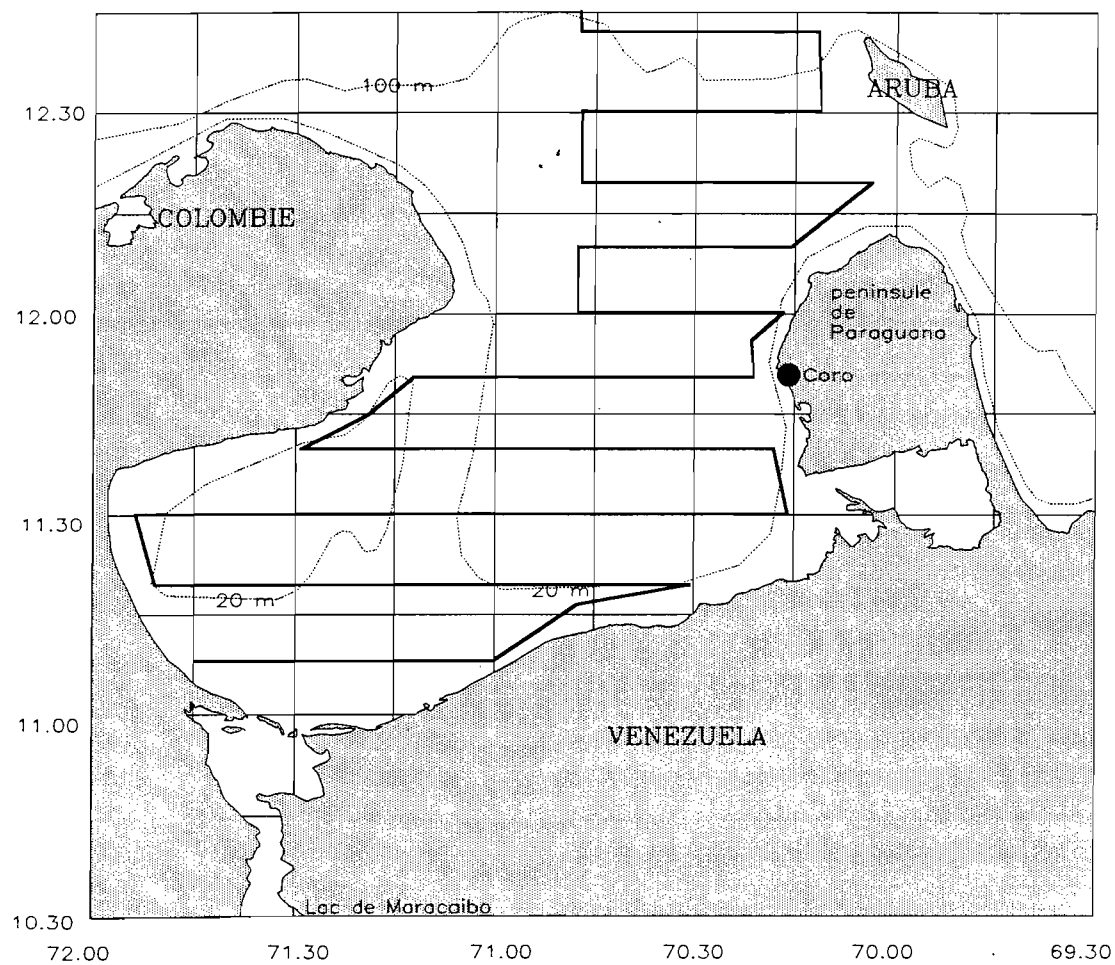 100 m
ARUBA
12.30
COLOMBIE
peninsule
de
Paraguana
12.00
Coro
11.30
20 m
20 m
11.00
VENEZUELA
Lac de Maracaibo
10.30
72.00
71.30
71.00
70.30
70.00
69.30